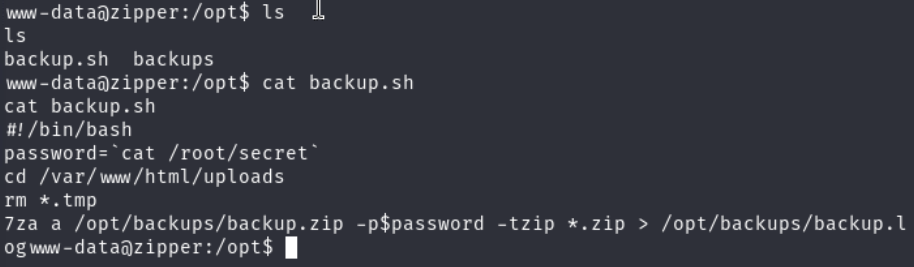 www-data@zipper:/opt$ ls
ls
backup.sh  backups
www-data@zipper:/opt$ cat backup.sh
cat backup.sh
#!/bin/bash
password=`cat /root/secret`
cd /var/www/html/uploads
rm *.tmp
7za a /opt/backups/backup.zip -p$password -tzip *.zip > /opt/backups/backup.l
ogwww-data@zipper:/opt$